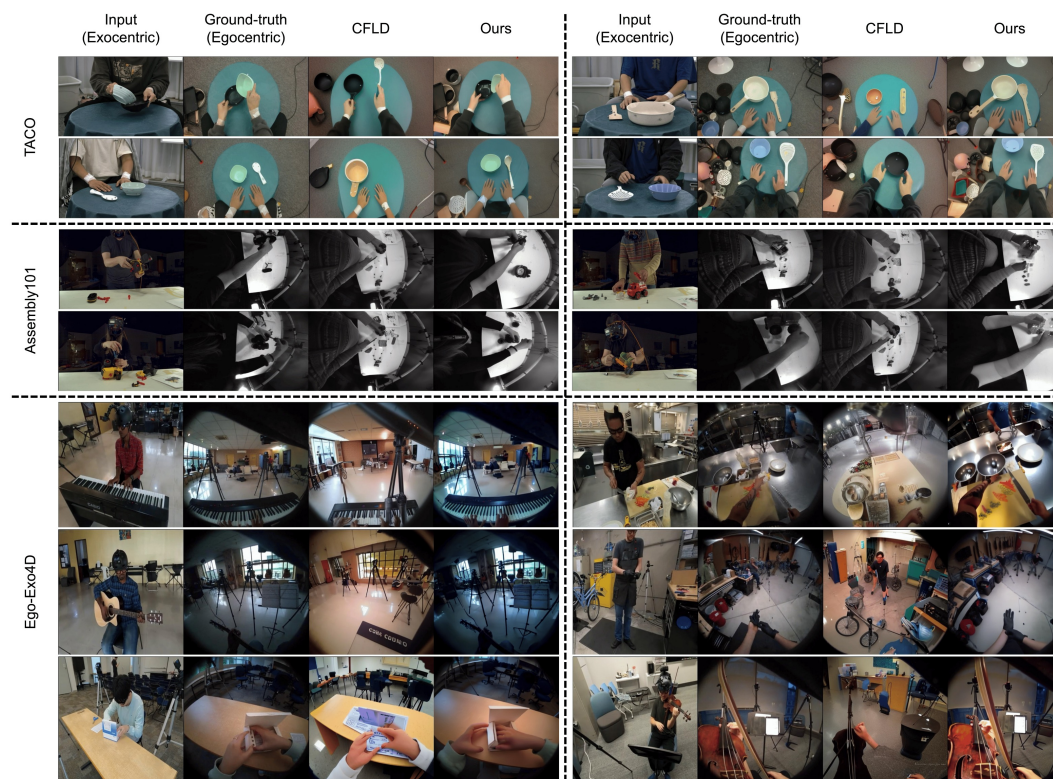 Input Ground-truth CFLD Ours Input Ground-truth CFLD Ours
(Exocentric) (Egocentric) (Exocentric) (Egocentric)
TACO
Assembly101
Ego-Exo4D